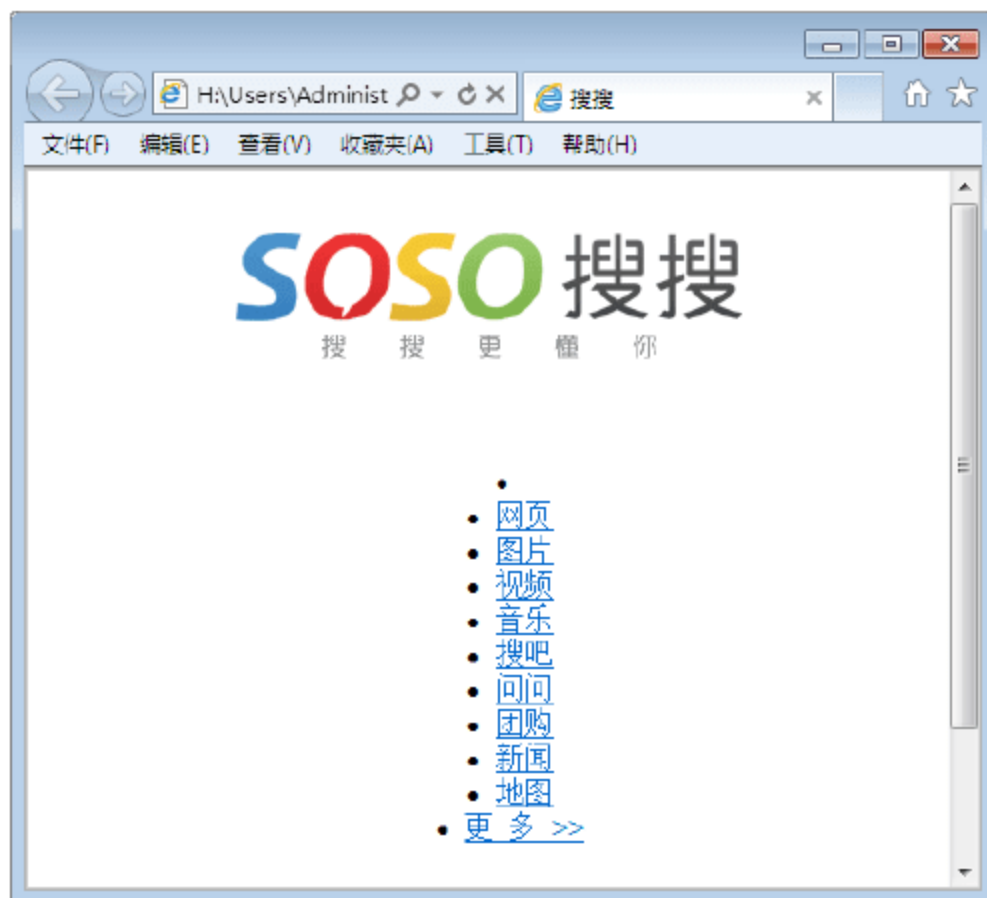 H:\Users\Administ
搜搜
文件(F) 编辑(E) 查看(V) 收藏夹(A) 工具(T) 帮助(H)
SOSO 搜搜
搜 搜 更 懂 你
网页
图片
视频
音乐
搜吧
问问
团购
新闻
地图
更 多 >>